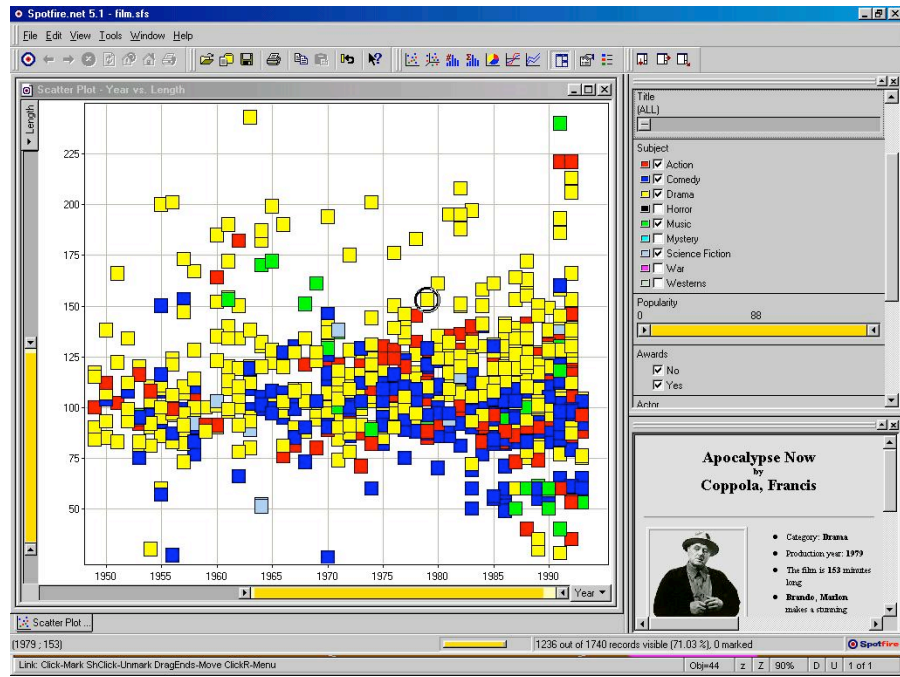 Spotfire.net 5.1 - film.sfs
File Edit View Tools Window Help
Scatter Plot - Year vs. Length
Length
225
200
175
150
125
100
75
50
1950 1955 1960 1965 1970 1975 1980 1985 1990
Year
Scatter Plot ...
Title
(ALL)
Subject
Action
Comedy
Drama
Horror
Music
Mystery
Science Fiction
War
Westerns
Popularity
0 88
Awards
No
Yes
Actor
Apocalypse Now
by
Coppola, Francis
Category: Drama
Production year: 1979
The film is 153 minutes
long
Brando, Marlon
makes a stunning
(1979 ; 153)
1236 out of 1740 records visible (71.03 %), 0 marked
Spotfire
Link: Click-Mark ShClick-Unmark DragEnds-Move ClickR-Menu
Obj=44 z Z 90% D U 1 of 1